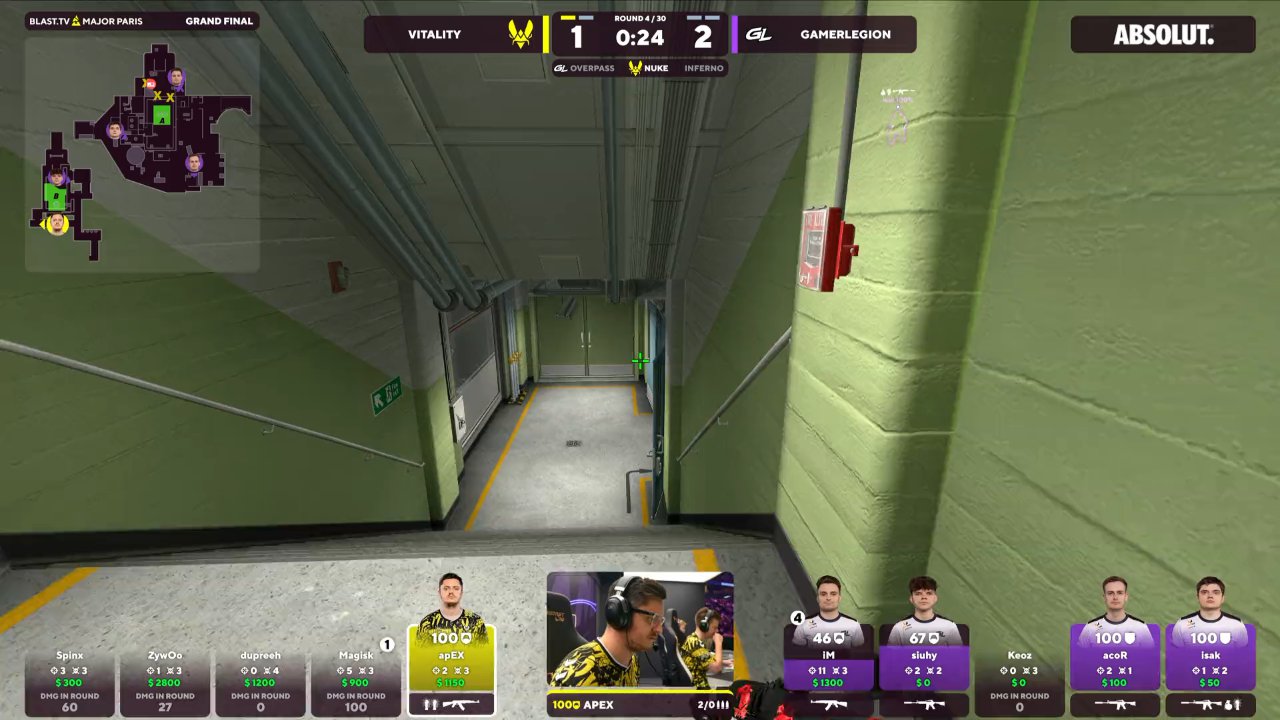 BLAST.TV MAJOR PARIS GRAND FINAL
VITALITY 1 ROUND 4 / 30 0:24 2 GL GAMERLEGION
ABSOLUT.
GL OVERPASS NUKE INFERNO
A
B
4 46 67 100 100
1 100
Spinx ZywOo dupreeh Magisk apEX iM siuhy Keoz acoR isak
3 3 1 3 0 4 5 3 2 3 11 3 2 2 0 3 2 1 1 2
$300 $2800 $1200 $900 $1150 $1300 $0 $0 $100 $50
DMG IN ROUND DMG IN ROUND DMG IN ROUND DMG IN ROUND DMG IN ROUND
60 27 0 100 0
100 APEX 2/0